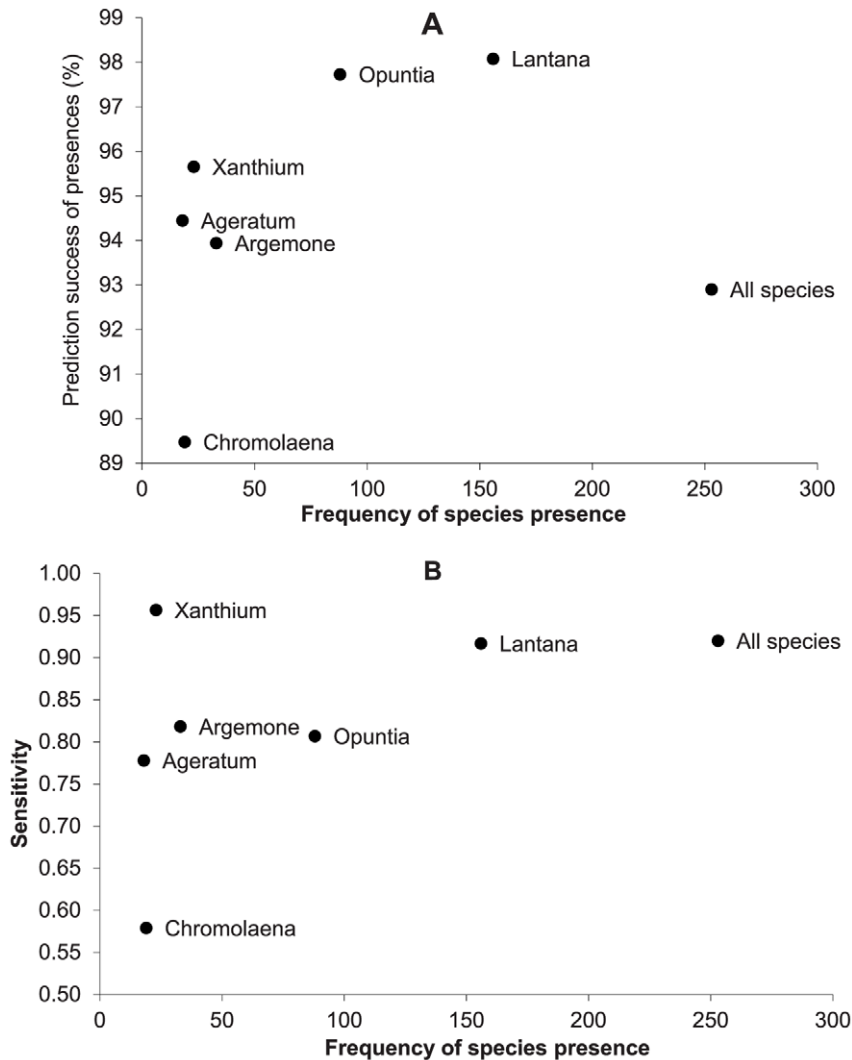 A
99
98
97
96
95
94
93
92
91
90
89
Prediction success of presences (%)
Lantana
Opuntia
Xanthium
Ageratum
Argemone
All species
Chromolaena
0 50 100 150 200 250 300
Frequency of species presence
B
1.00
0.95
0.90
0.85
0.80
0.75
0.70
0.65
0.60
0.55
0.50
Sensitivity
Xanthium
Lantana
All species
Argemone
Opuntia
Ageratum
Chromolaena
0 50 100 150 200 250 300
Frequency of species presence